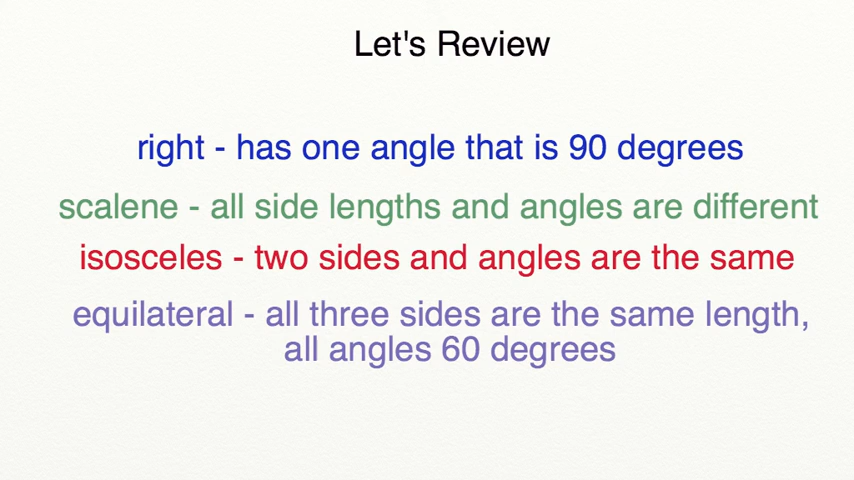 Let's Review
right - has one angle that is 90 degrees
scalene - all side lengths and angles are different
isosceles - two sides and angles are the same
equilateral - all three sides are the same length,
all angles 60 degrees